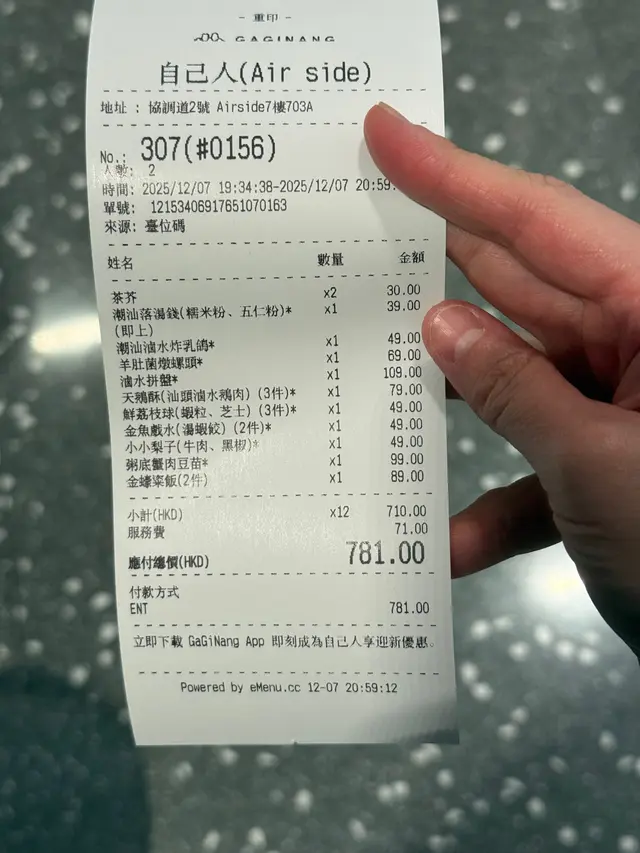 - 重印 -
GAGINANG
自己人(Air side)
地址 : 協調道2號 Airside7樓703A
No.: 307(#0156)
人數: 2
時間: 2025/12/07 19:34:38-2025/12/07 20:59:
單號: 12153406917651070163
來源: 臺位碼
姓名 數量 金額
茶芥 x2 30.00
潮汕落湯錢(糯米粉、五仁粉)* x1 39.00
(即上)
潮汕滷水炸乳鴿* x1 49.00
羊肚菌燉螺頭* x1 69.00
滷水拼盤* x1 109.00
天鵝酥(汕頭滷水鵝肉) (3件)* x1 79.00
鮮荔枝球(蝦粒、芝士) (3件)* x1 49.00
金魚戲水(湯蝦餃) (2件)* x1 49.00
小小梨子(牛肉、黑椒)* x1 49.00
粥底蟹肉豆苗* x1 99.00
金蠔粢飯(2件) x1 89.00
小計(HKD) x12 710.00
服務費 71.00
應付總價(HKD) 781.00
付款方式
ENT 781.00
立即下載 GaGiNang App 即刻成為自己人享迎新優惠。
Powered by eMenu.cc 12-07 20:59:12